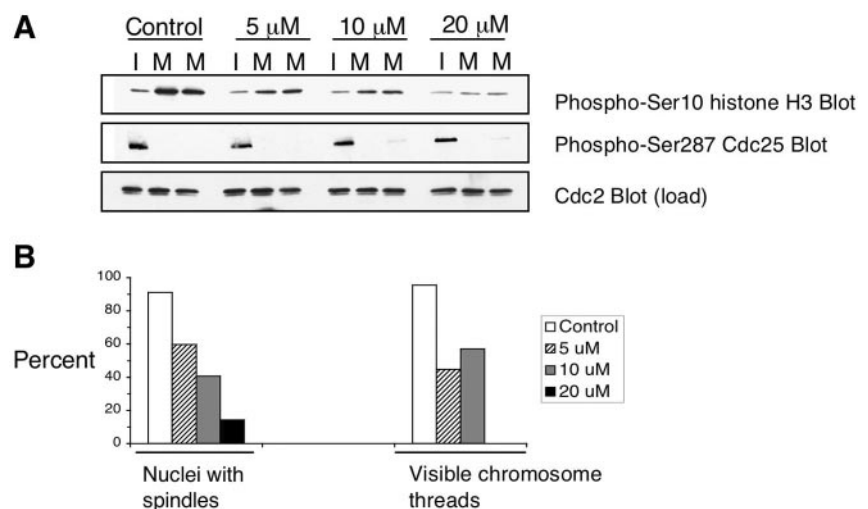 A
Control 5 µM 10 µM 20 µM
I M M I M M I M M I M M
Phospho-Ser10 histone H3 Blot
Phospho-Ser287 Cdc25 Blot
Cdc2 Blot (load)
B
100
80
60
40
20
0
Percent
Nuclei with
spindles
Visible chromosome
threads
Control
5 uM
10 uM
20 uM